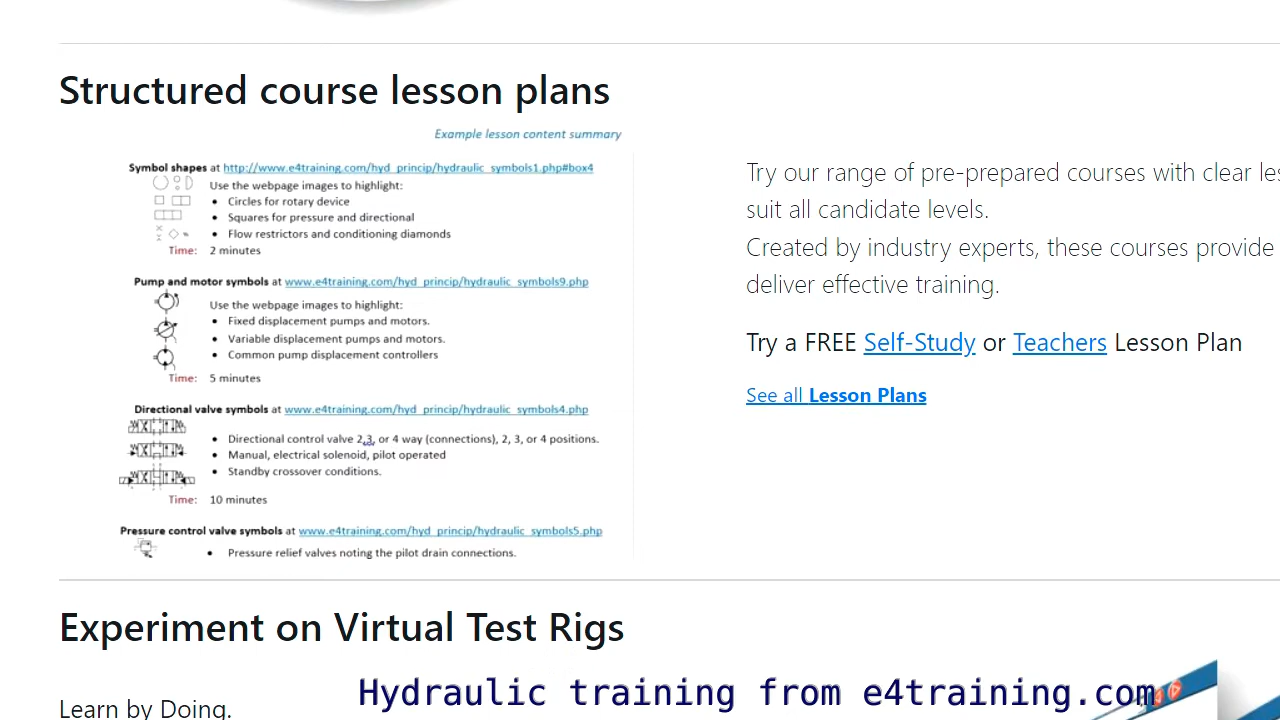 Structured course lesson plans
Example lesson content summary
Symbol shapes at http://www.e4training.com/hyd_princip/hydraulic_symbols1.php#box4
Use the webpage images to highlight:
• Circles for rotary device
• Squares for pressure and directional
• Flow restrictors and conditioning diamonds
Time: 2 minutes
Pump and motor symbols at www.e4training.com/hyd_princip/hydraulic_symbols9.php
Use the webpage images to highlight:
• Fixed displacement pumps and motors.
• Variable displacement pumps and motors.
• Common pump displacement controllers
Time: 5 minutes
Directional valve symbols at www.e4training.com/hyd_princip/hydraulic_symbols4.php
• Directional control valve 2,3, or 4 way (connections), 2, 3, or 4 positions.
• Manual, electrical solenoid, pilot operated
• Standby crossover conditions.
Time: 10 minutes
Pressure control valve symbols at www.e4training.com/hyd_princip/hydraulic_symbols5.php
• Pressure relief valves noting the pilot drain connections.
Try our range of pre-prepared courses with clear les
suit all candidate levels.
Created by industry experts, these courses provide
deliver effective training.
Try a FREE Self-Study or Teachers Lesson Plan
See all Lesson Plans
Experiment on Virtual Test Rigs
Learn by Doing.
Hydraulic training from e4training.com